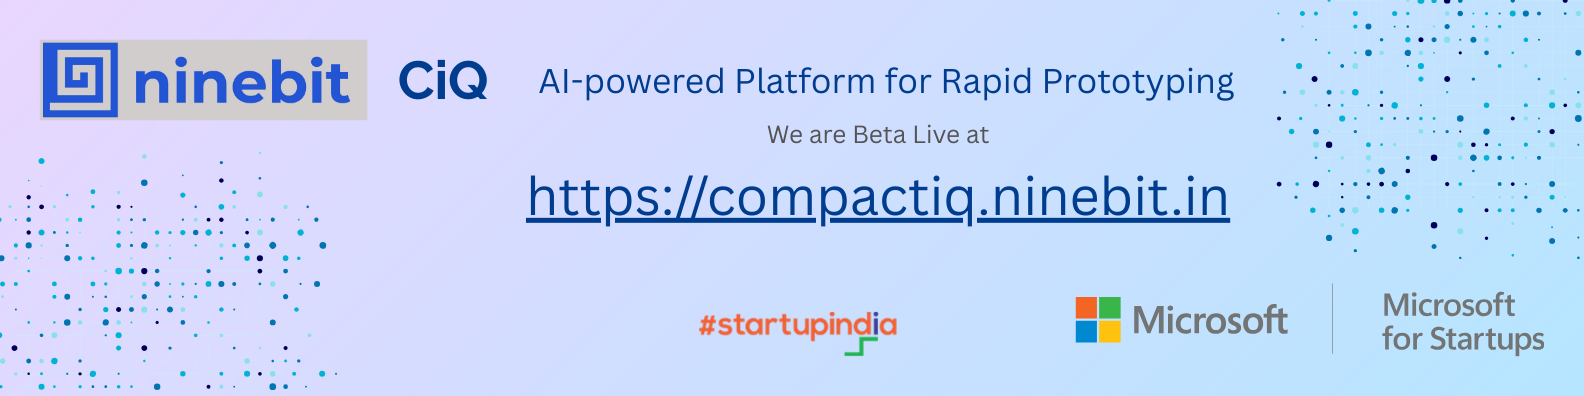 ninebit CiQ AI-powered Platform for Rapid Prototyping
We are Beta Live at
https://compactiq.ninebit.in
#startupindia
Microsoft
Microsoft
for Startups